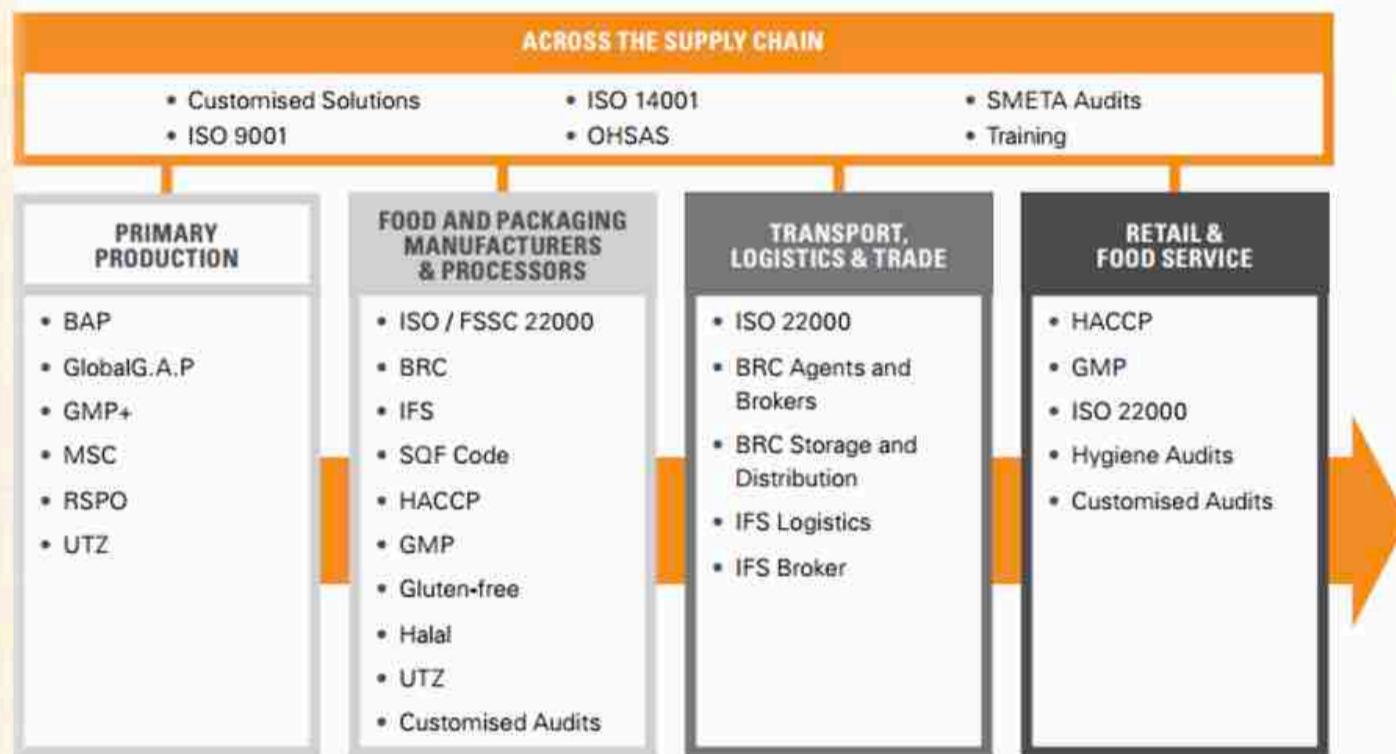 ACROSS THE SUPPLY CHAIN
• Customised Solutions
• ISO 9001
• ISO 14001
• OHSAS
• SMETA Audits
• Training
PRIMARY
PRODUCTION
• BAP
• GlobalG.A.P
• GMP+
• MSC
• RSPO
• UTZ
FOOD AND PACKAGING
MANUFACTURERS
& PROCESSORS
• ISO / FSSC 22000
• BRC
• IFS
• SQF Code
• HACCP
• GMP
• Gluten-free
• Halal
• UTZ
• Customised Audits
TRANSPORT,
LOGISTICS & TRADE
• ISO 22000
• BRC Agents and
Brokers
• BRC Storage and
Distribution
• IFS Logistics
• IFS Broker
RETAIL &
FOOD SERVICE
• HACCP
• GMP
• ISO 22000
• Hygiene Audits
• Customised Audits